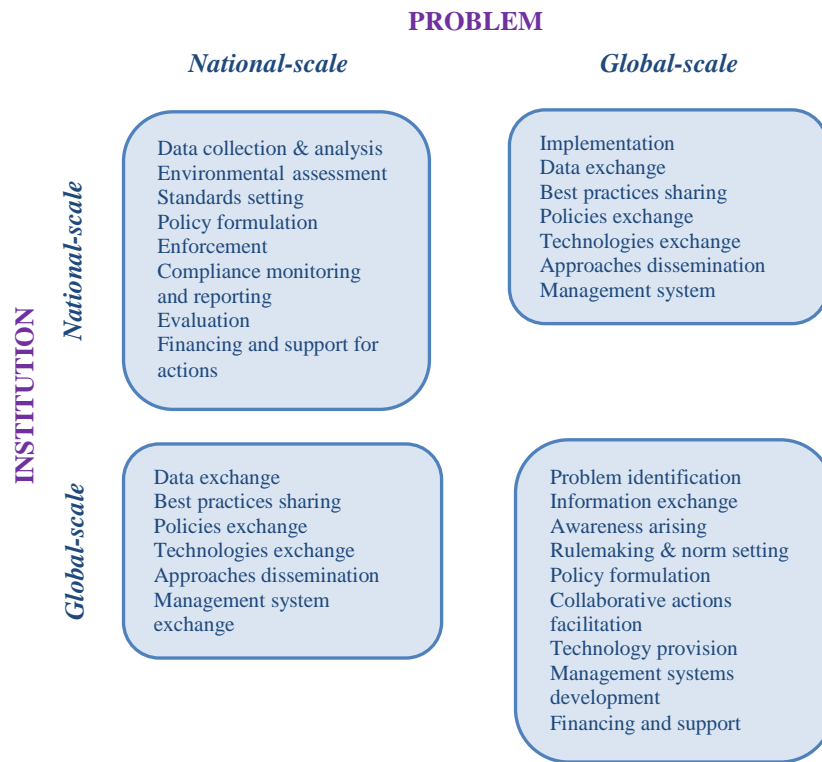 PROBLEM
National-scale
Global-scale
INSTITUTION
National-scale
Data collection & analysis
Environmental assessment
Standards setting
Policy formulation
Enforcement
Compliance monitoring
and reporting
Evaluation
Financing and support for
actions
Implementation
Data exchange
Best practices sharing
Policies exchange
Technologies exchange
Approaches dissemination
Management system
Global-scale
Data exchange
Best practices sharing
Policies exchange
Technologies exchange
Approaches dissemination
Management system
exchange
Problem identification
Information exchange
Awareness arising
Rulemaking & norm setting
Policy formulation
Collaborative actions
facilitation
Technology provision
Management systems
development
Financing and support